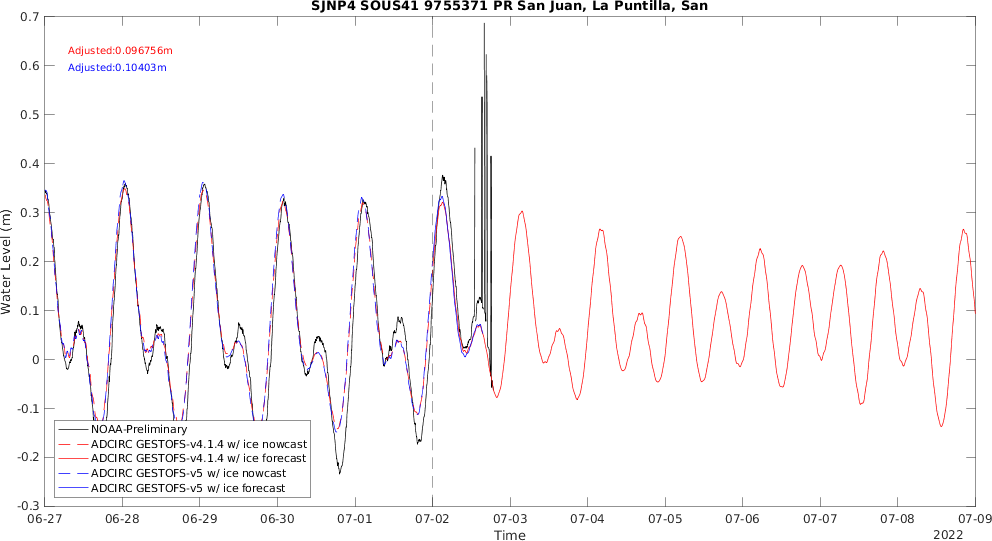 SJNP4 SOUS41 9755371 PR San Juan, La Puntilla, San
Adjusted:0.096756m
Adjusted:0.10403m
Water Level (m)
0.7
0.6
0.5
0.4
0.3
0.2
0.1
0
-0.1
-0.2
-0.3
NOAA-Preliminary
ADCIRC GESTOFS-v4.1.4 w/ ice nowcast
ADCIRC GESTOFS-v4.1.4 w/ ice forecast
ADCIRC GESTOFS-v5 w/ ice nowcast
ADCIRC GESTOFS-v5 w/ ice forecast
06-27 06-28 06-29 06-30 07-01 07-02 07-03 07-04 07-05 07-06 07-07 07-08 07-09
Time
2022